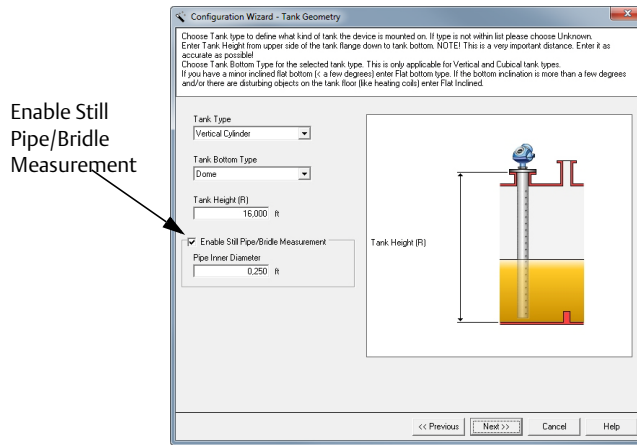 Configuration Wizard - Tank Geometry
Choose Tank type to define what kind of tank the device is mounted on. If type is not within list please choose Unknown.
Enter Tank Height from upper side of the tank flange down to tank bottom. NOTE! This is a very important distance. Enter it as
accurate as possible!
Choose Tank Bottom Type for the selected tank type. This is only applicable for Vertical and Cubical tank types.
If you have a minor inclined flat bottom (< a few degrees) enter Flat bottom type. If the bottom inclination is more than a few degrees
and/or there are disturbing objects on the tank floor (like heating coils) enter Flat Inclined.
Enable Still
Pipe/Bridle
Measurement
Tank Type
Vertical Cylinder
Tank Bottom Type
Dome
Tank Height (R)
16,000 ft
Enable Still Pipe/Bridle Measurement
Pipe Inner Diameter
0,250 ft
Tank Height (R)
<< Previous
Next >>
Cancel
Help